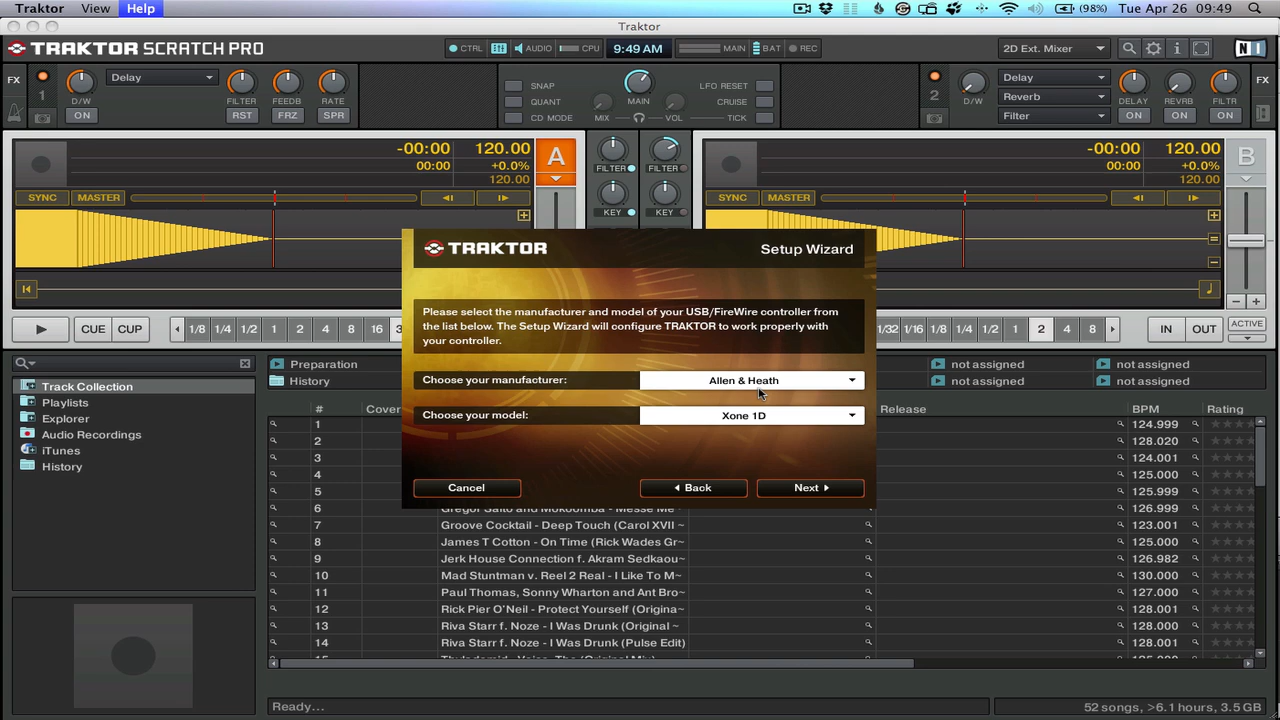 Traktor View Help (98%) Tue Apr 26 09:49
Traktor
TRAKTOR SCRATCH PRO CTRL AUDIO CPU 9:49 AM MAIN BAT REC 2D Ext. Mixer
FX 1 D/W Delay FILTER FEEDB RATE
ON RST FRZ SPR
SNAP MAIN LFO RESET
QUANT CRUISE
CD MODE MIX VOL TICK
2 D/W Delay DELAY REVRB FILTR FX
Reverb
Filter ON ON ON
-00:00 120.00 A FILTER FILTER -00:00 120.00 B
00:00 +0.0% 00:00 +0.0%
120.00 120.00
SYNC MASTER KEY KEY SYNC MASTER
TRAKTOR Setup Wizard
Please select the manufacturer and model of your USB/FireWire controller from
the list below. The Setup Wizard will configure TRAKTOR to work properly with
your controller.
Choose your manufacturer: Allen & Heath
Choose your model: Xone 1D
Cancel Back Next
CUE CUP 1/8 1/4 1/2 1 2 4 8 16 3
1/32 1/16 1/8 1/4 1/2 1 2 4 8 IN OUT ACTIVE
Preparation not assigned not assigned
History not assigned not assigned
Track Collection
Playlists
Explorer
Audio Recordings
iTunes
History
# Cover Release BPM Rating
1 124.999
2 128.020
3 124.001
4 125.000
5 125.999
6 Gregor Salto and Mokoomba - Messe Me 126.999
7 Groove Cocktail - Deep Touch (Carol XVII ~ 123.001
8 James T Cotton - On Time (Rick Wades Gr~ 125.000
9 Jerk House Connection f. Akram Sedkaou~ 126.982
10 Mad Stuntman v. Reel 2 Real - I Like To M~ 130.000
11 Paul Thomas, Sonny Wharton and Ant Bro~ 127.000
12 Rick Pier O'Neil - Protect Yourself (Origina~ 128.001
13 Riva Starr f. Noze - I Was Drunk (Original ~ 128.000
14 Riva Starr f. Noze - I Was Drunk (Pulse Edit) 128.001
Ready... 52 songs, >6.1 hours, 3.5 GB